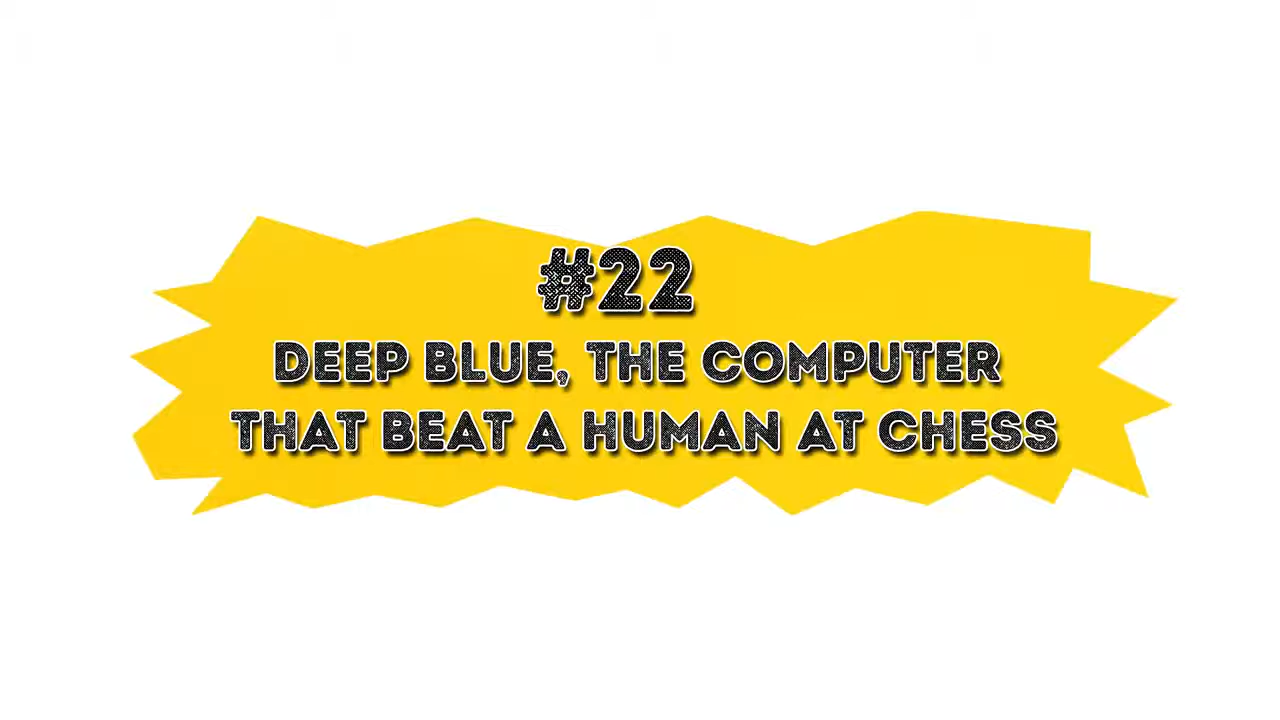 #22
DEEP BLUE, THE COMPUTER
THAT BEAT A HUMAN AT CHESS